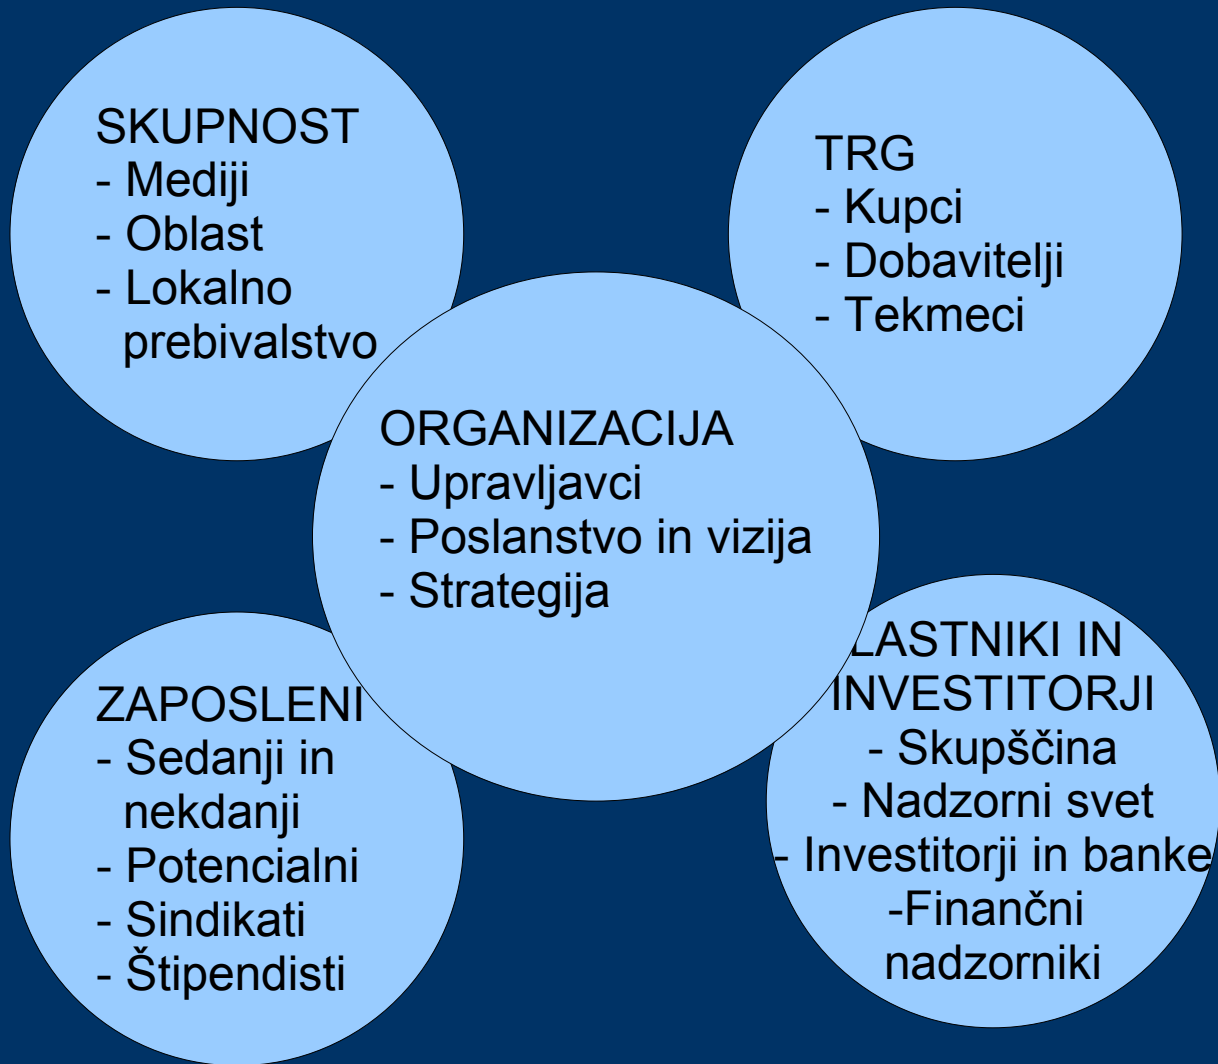 SKUPNOST
- Mediji
- Oblast
- Lokalno
prebivalstvo
TRG
- Kupci
- Dobavitelji
- Tekmeci
ORGANIZACIJA
- Upravljavci
- Poslanstvo in vizija
- Strategija
ZAPOSLENI
- Sedanji in
nekdanji
- Potencialni
- Sindikati
- Štipendisti
LASTNIKI IN
INVESTITORJI
- Skupščina
- Nadzorni svet
- Investitorji in banke
-Finančni
nadzorniki